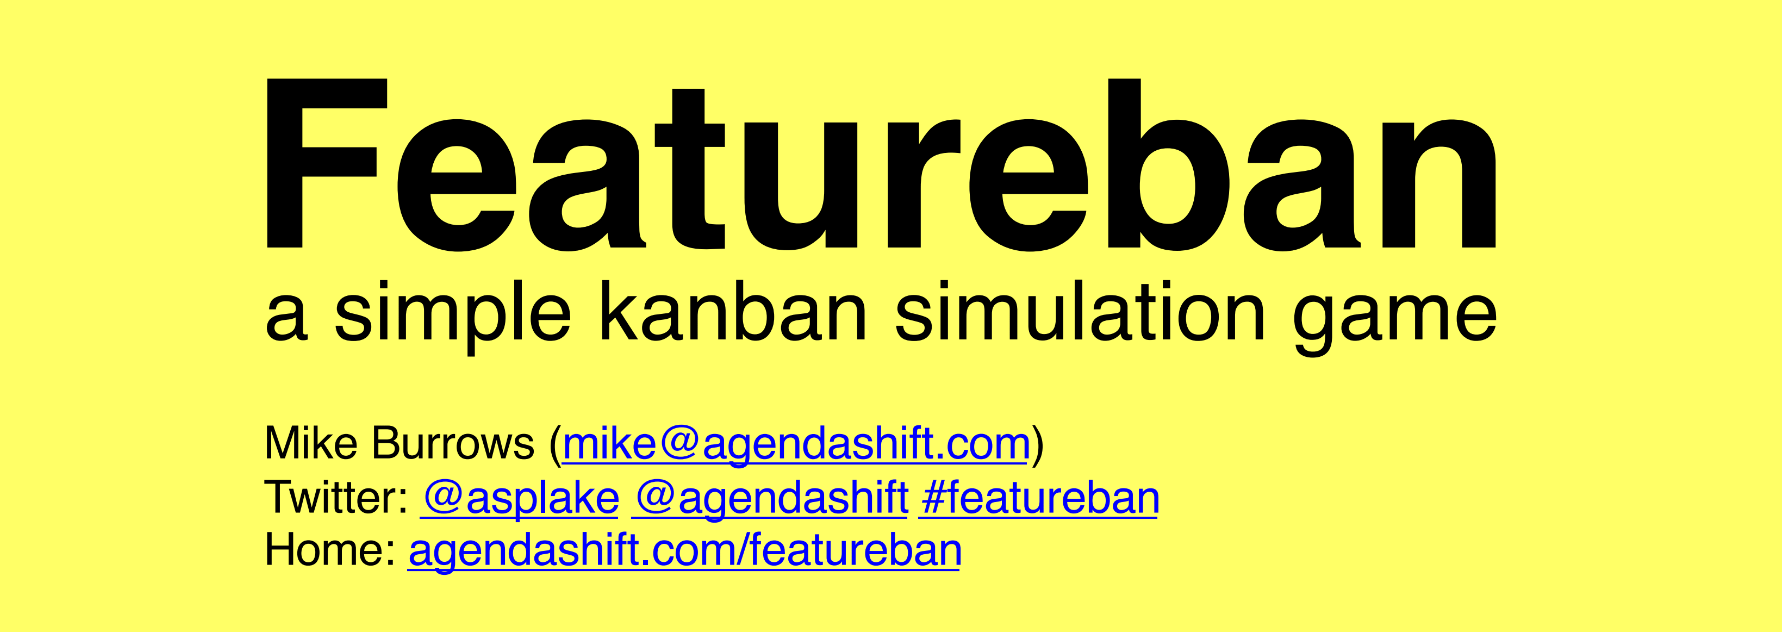 Featureban
a simple kanban simulation game
Mike Burrows (mike@agendashift.com)
Twitter: @asplake @agendashift #featureban
Home: agendashift.com/featureban